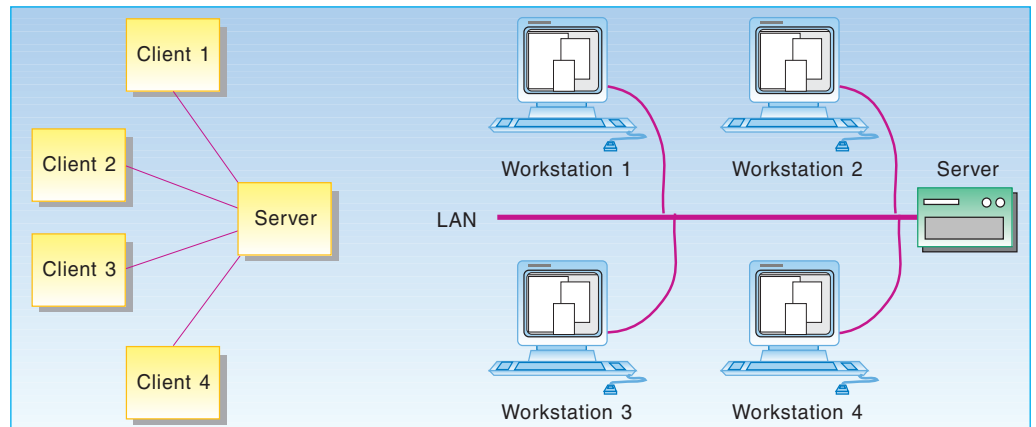 Client 1
Client 2
Client 3
Client 4
Server
Workstation 1
Workstation 2
Server
LAN
Workstation 3
Workstation 4